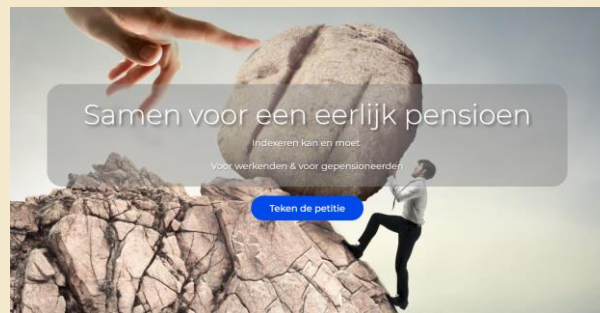 Samen voor een eerlijk pensioen
Indexeren kan en moet
Voor werkenden & voor gepensioneerden
Teken de petitie